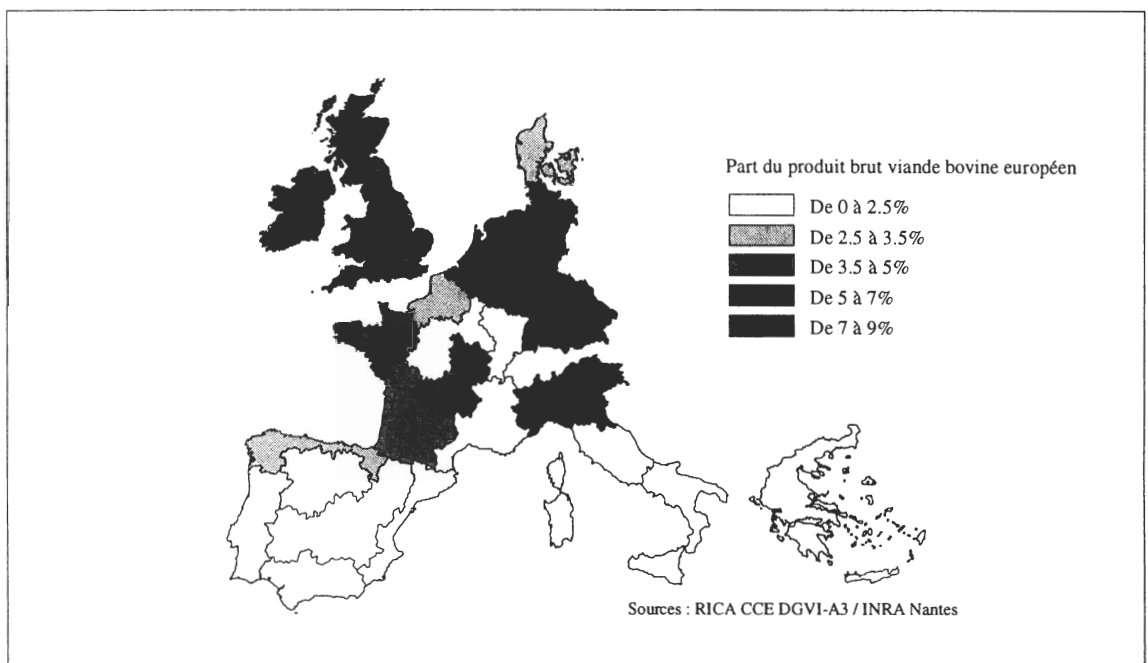 Part du produit brut viande bovine européen
De 0 à 2.5%
De 2.5 à 3.5%
De 3.5 à 5%
De 5 à 7%
De 7 à 9%
Sources : RICA CCE DGVI-A3 / INRA Nantes